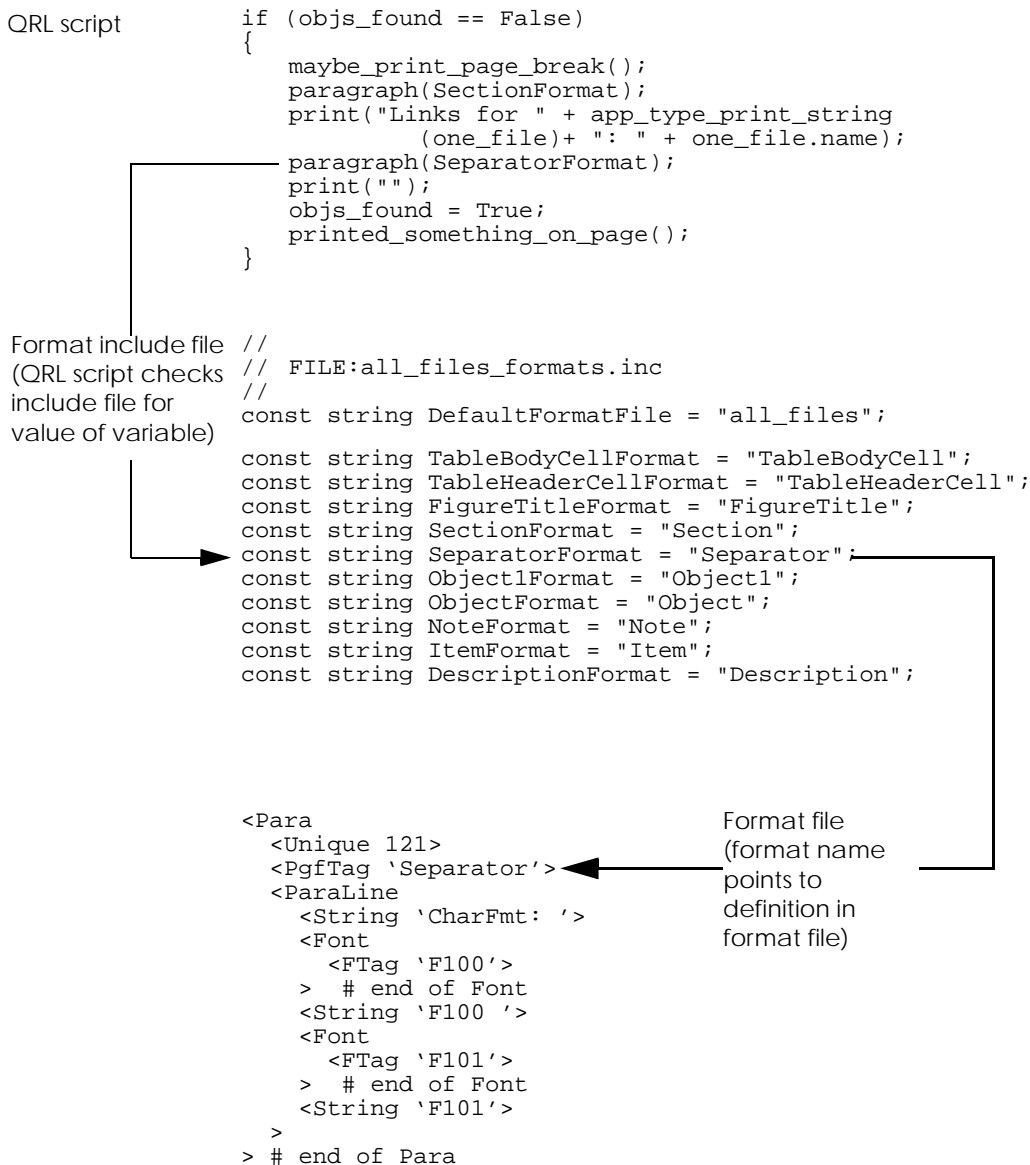 QRL script
if (objs_found == False)
{
maybe_print_page_break();
paragraph(SectionFormat);
print("Links for " + app_type_print_string
(one_file)+ ": " + one_file.name);
paragraph(SeparatorFormat);
print("");
objs_found = True;
printed_something_on_page();
}
Format include file
(QRL script checks
include file for
value of variable)
//
// FILE:all_files_formats.inc
//
const string DefaultFormatFile = "all_files";
const string TableBodyCellFormat = "TableBodyCell";
const string TableHeaderCellFormat = "TableHeaderCell";
const string FigureTitleFormat = "FigureTitle";
const string SectionFormat = "Section";
const string SeparatorFormat = "Separator";
const string Object1Format = "Object1";
const string ObjectFormat = "Object";
const string NoteFormat = "Note";
const string ItemFormat = "Item";
const string DescriptionFormat = "Description";
<Para
<Unique 121>
<PgfTag ‘Separator’>
<ParaLine
<String ‘CharFmt: ’>
<Font
<FTag ‘F100’>
> # end of Font
<String ‘F100 ’>
<Font
<FTag ‘F101’>
> # end of Font
<String ‘F101’>
>
> # end of Para
Format file
(format name
points to
definition in
format file)